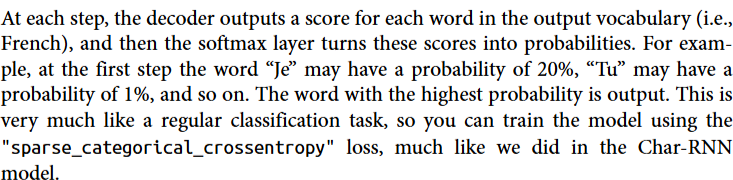 At each step, the decoder outputs a score for each word in the output vocabulary (i.e.,
French), and then the softmax layer turns these scores into probabilities. For exam‐
ple, at the first step the word “Je” may have a probability of 20%, “Tu” may have a
probability of 1%, and so on. The word with the highest probability is output. This is
very much like a regular classification task, so you can train the model using the
"sparse_categorical_crossentropy" loss, much like we did in the Char-RNN
model.